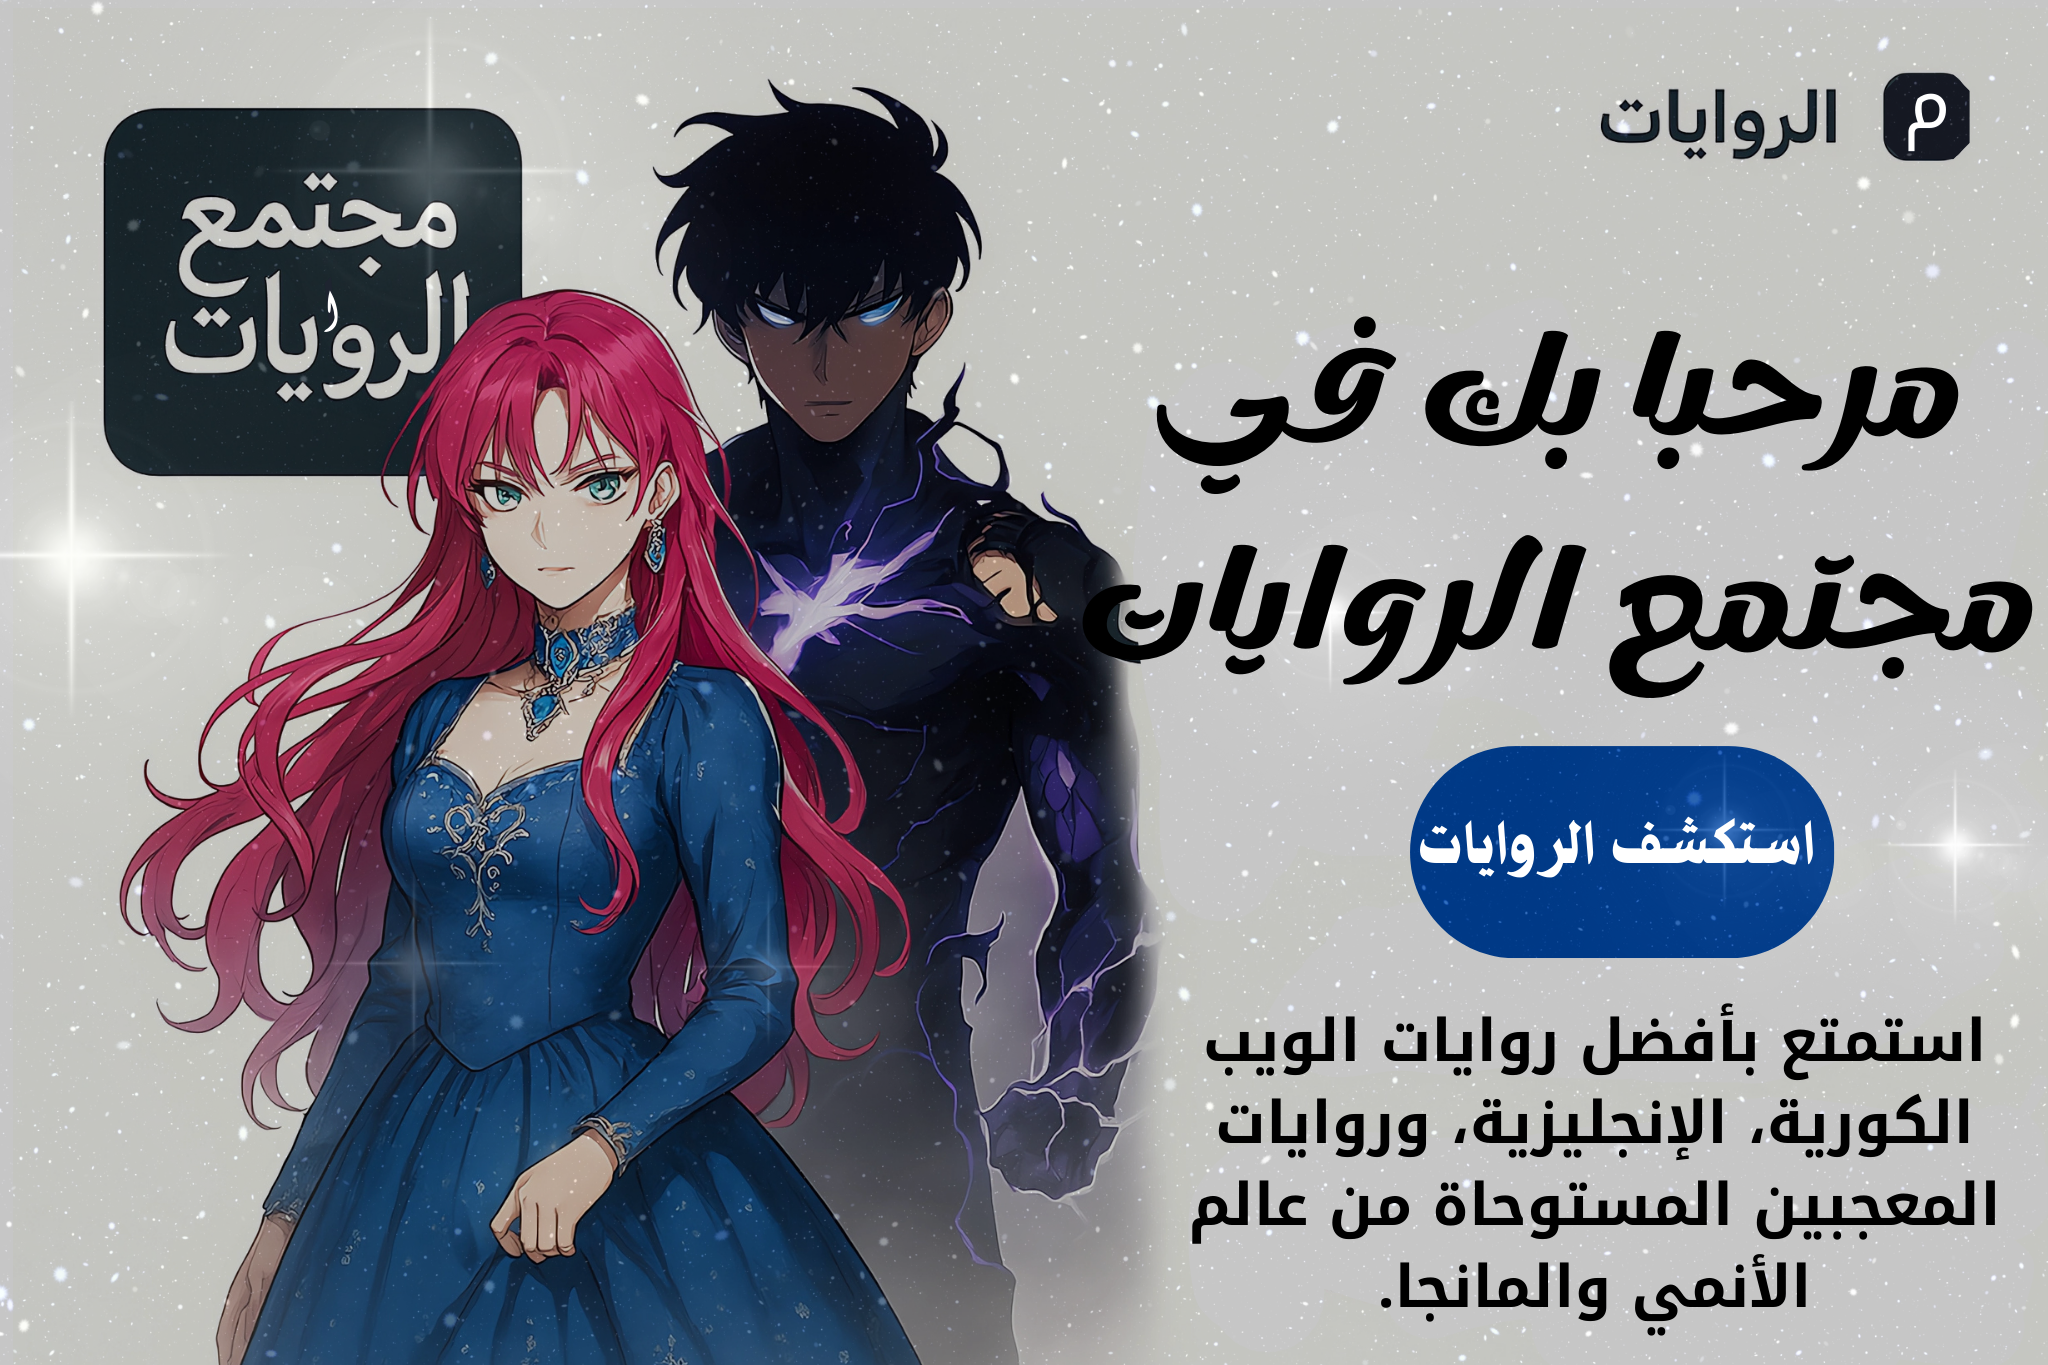 م الروايات
مجتمع
الروايات
مرحبا بك في
مجتمع الروايات
استكشف الروايات
استمتع بأفضل روايات الويب
الكورية، الإنجليزية، وروايات
المعجبين المستوحاة من عالم
الأنمي والمانجا.